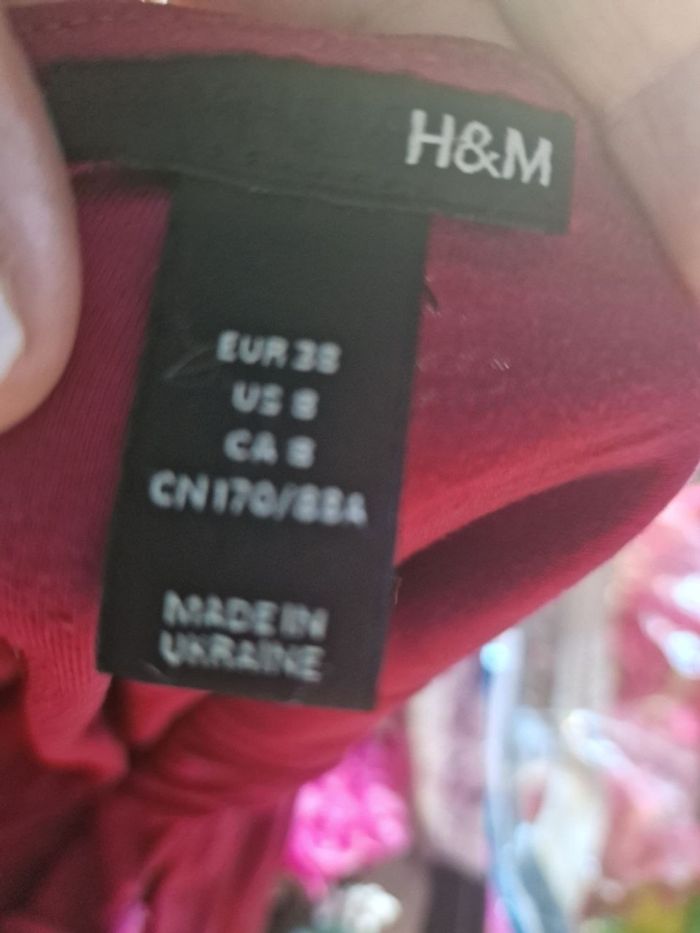 H&M
EUR 38
US 8
CA 8
CN 170/88A
MADE IN
UKRAINE